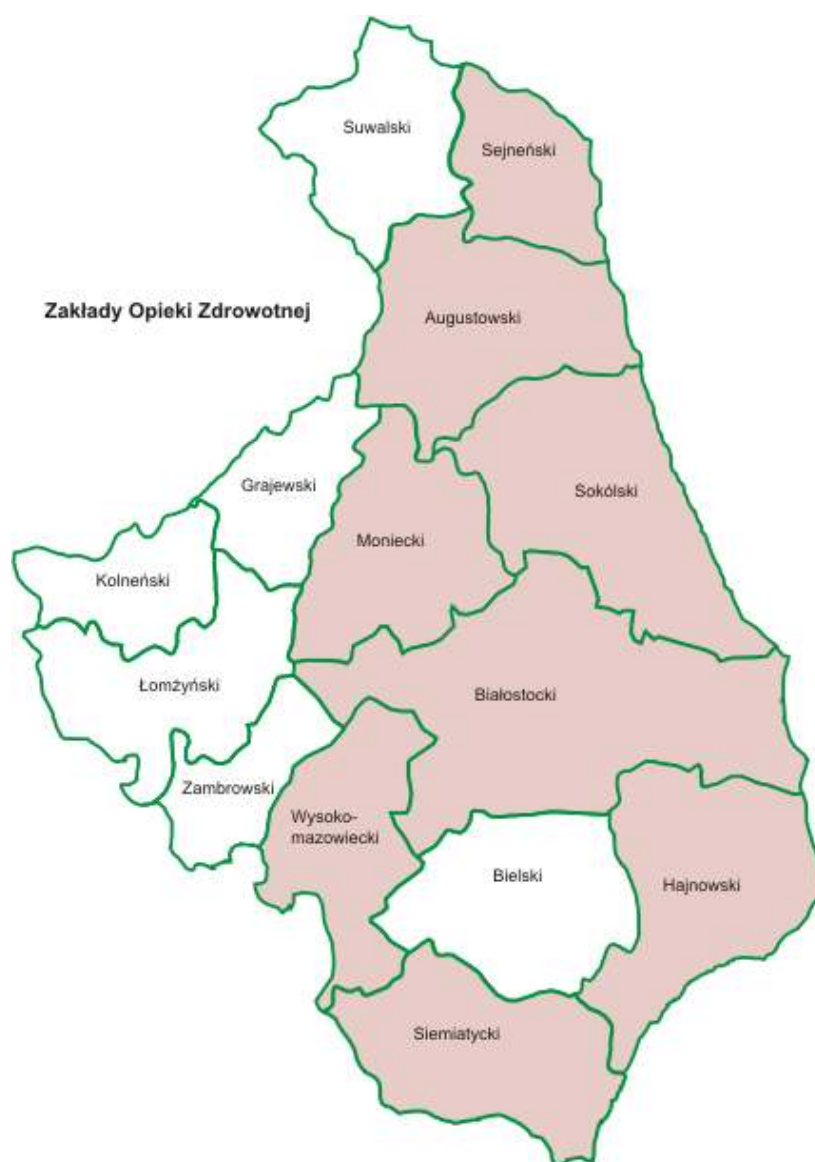 Suwalski
Sejneński
Zakłady Opieki Zdrowotnej
Augustowski
Grajewski
Sokólski
Moniecki
Kolneński
Łomżyński
Białostocki
Zambrowski
Wysoko-
mazowiecki
Bielski
Hajnowski
Siemiatycki